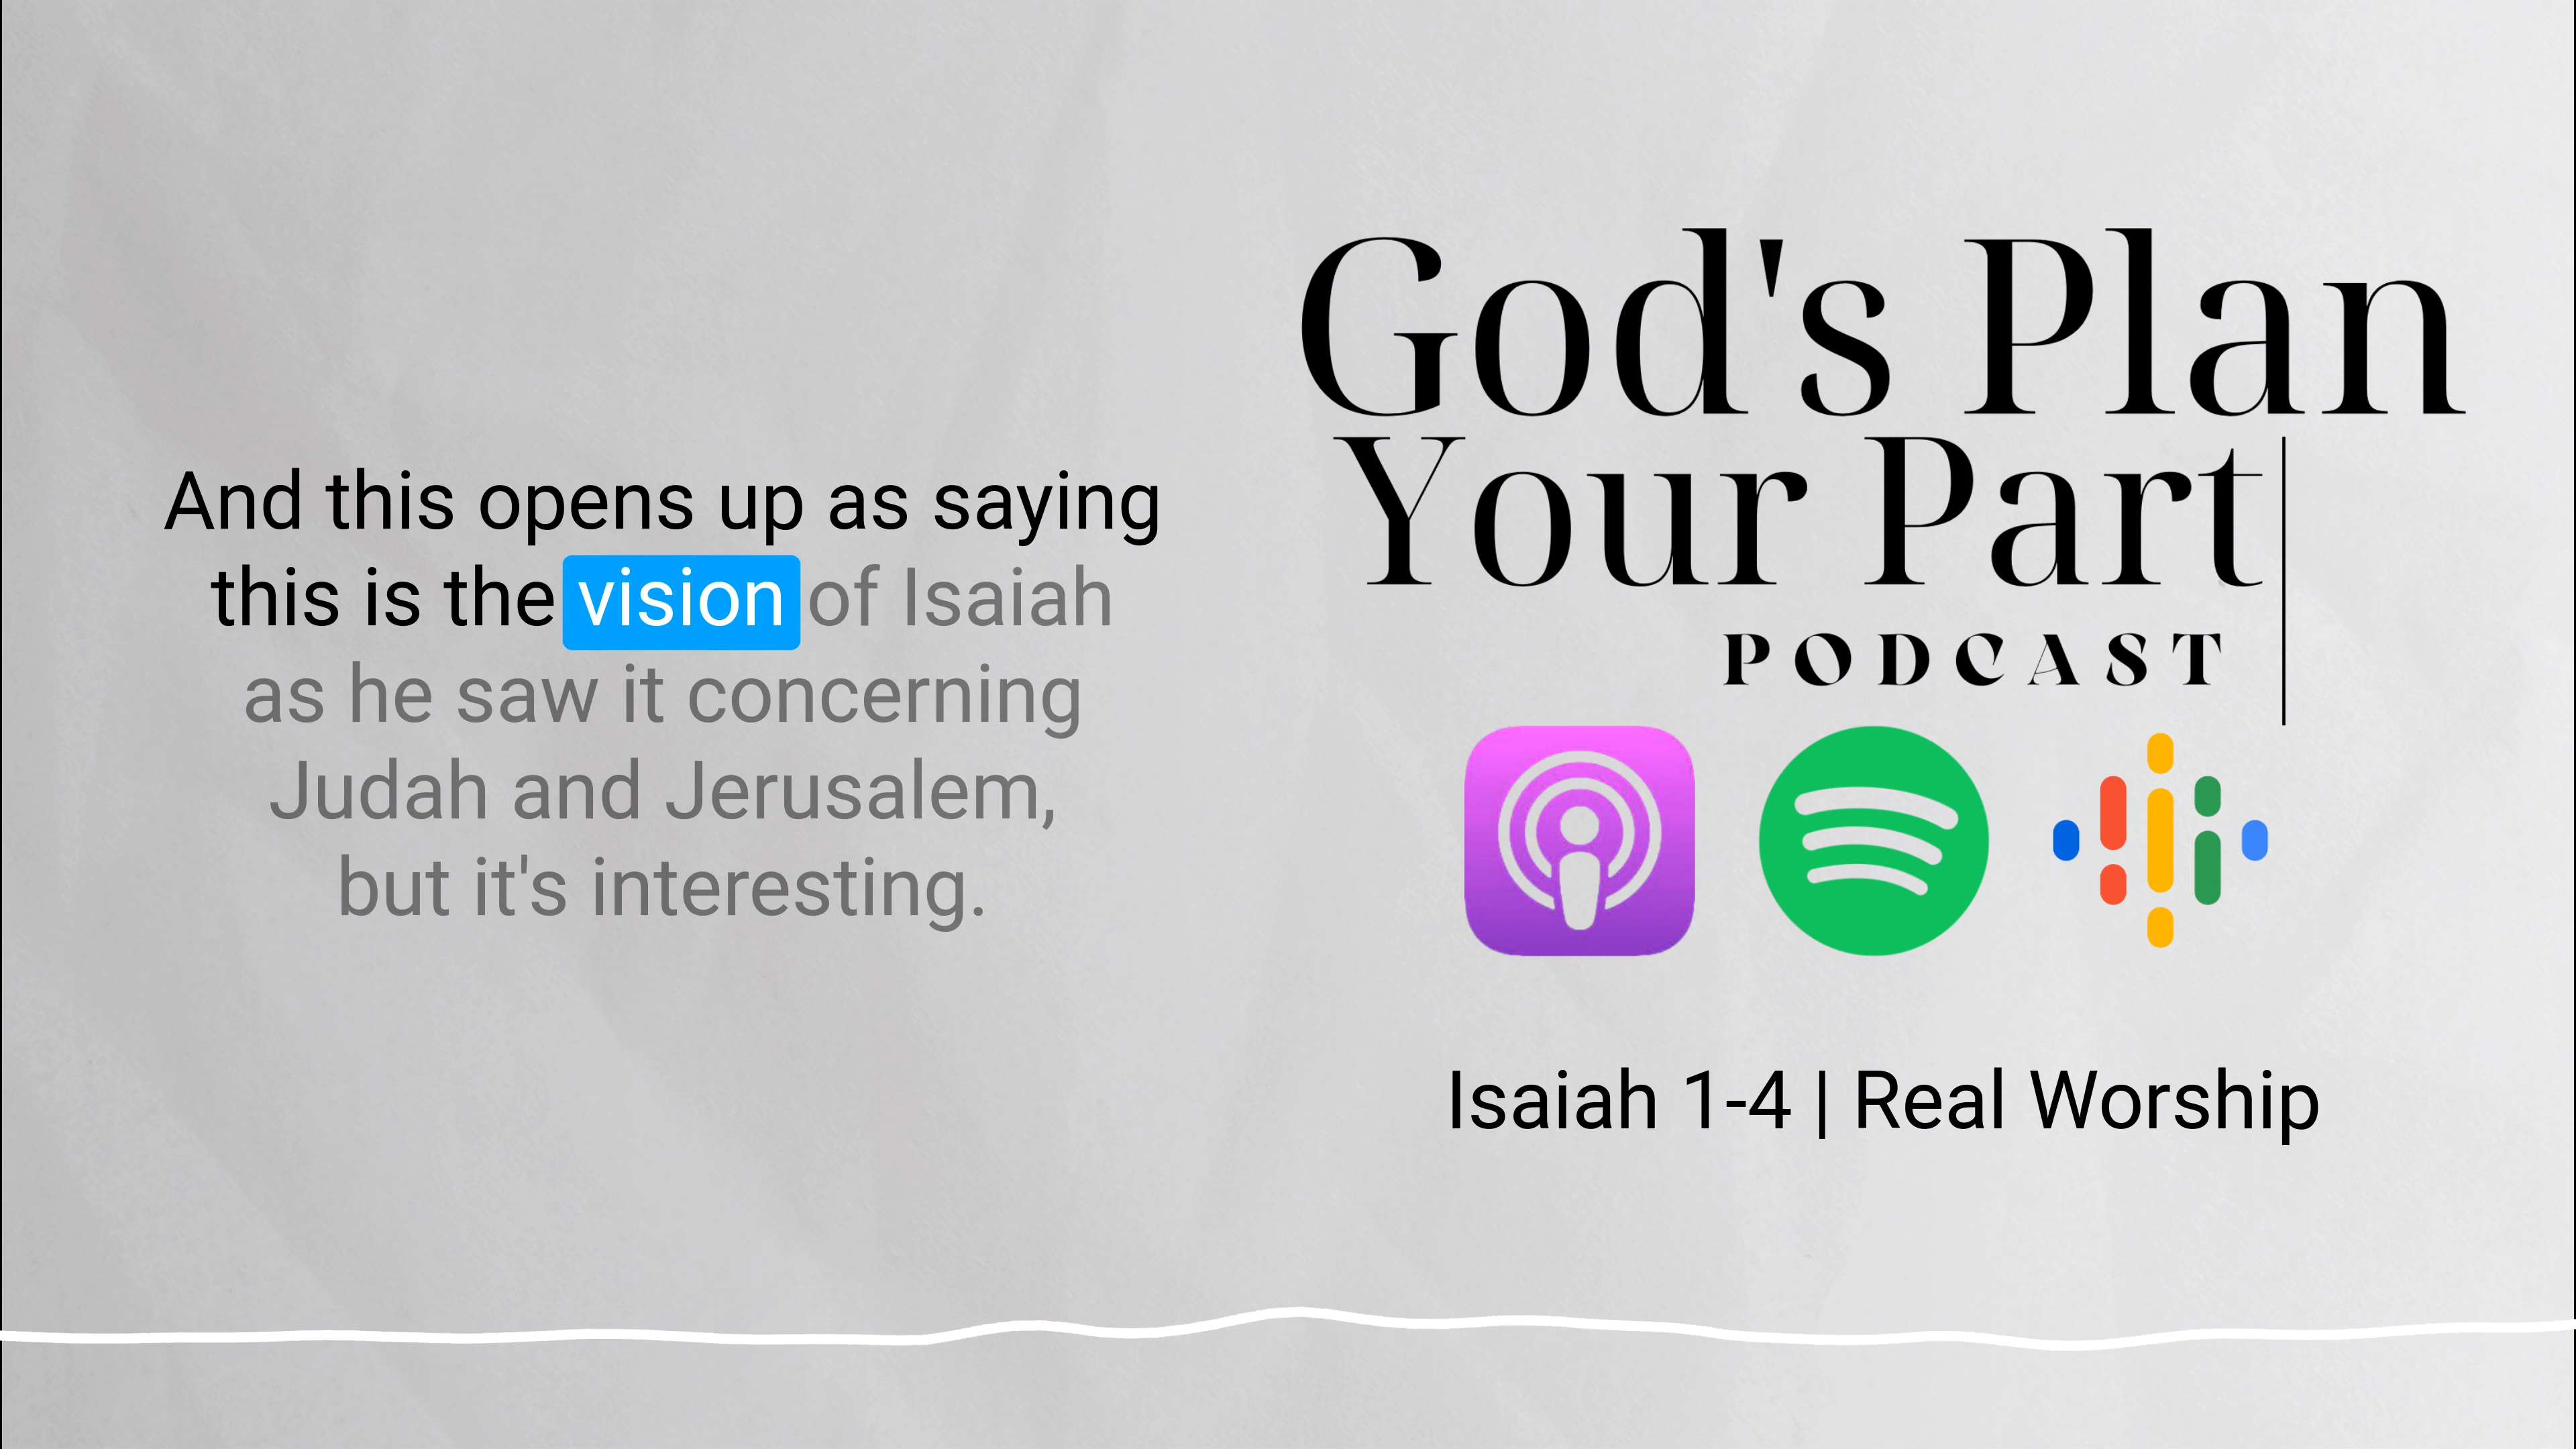 And this opens up as saying
this is the vision of Isaiah
as he saw it concerning
Judah and Jerusalem,
but it's interesting.
God's Plan
Your Part
PODCAST
Isaiah 1-4 | Real Worship